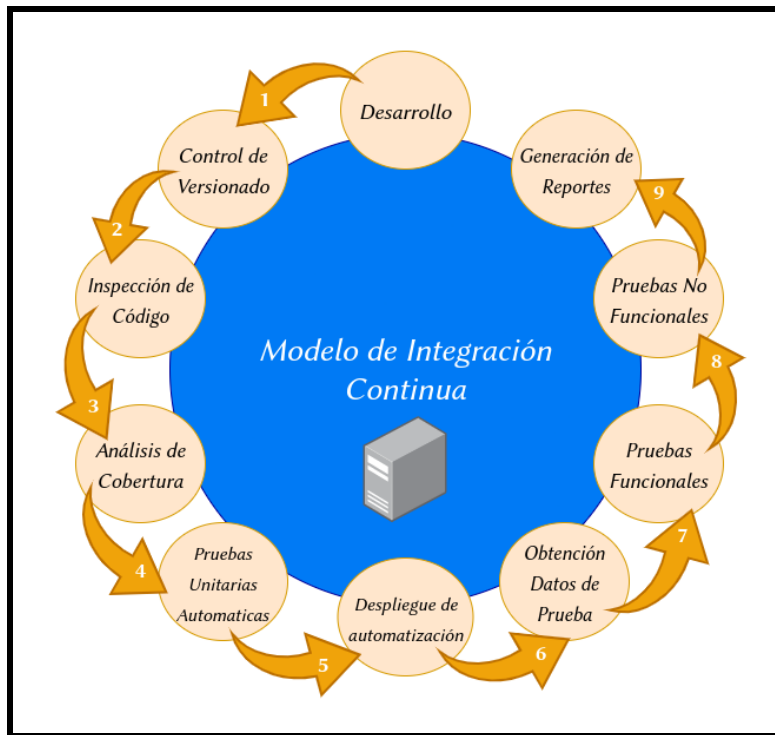 Desarrollo
1
Control de
Versionado
2
Inspección de
Código
3
Análisis de
Cobertura
4
Pruebas
Unitarias
Automaticas
5
Despliegue de
automatización
6
Obtención
Datos de
Prueba
7
Pruebas
Funcionales
8
Pruebas No
Funcionales
9
Generación de
Reportes
Modelo de Integración
Continua